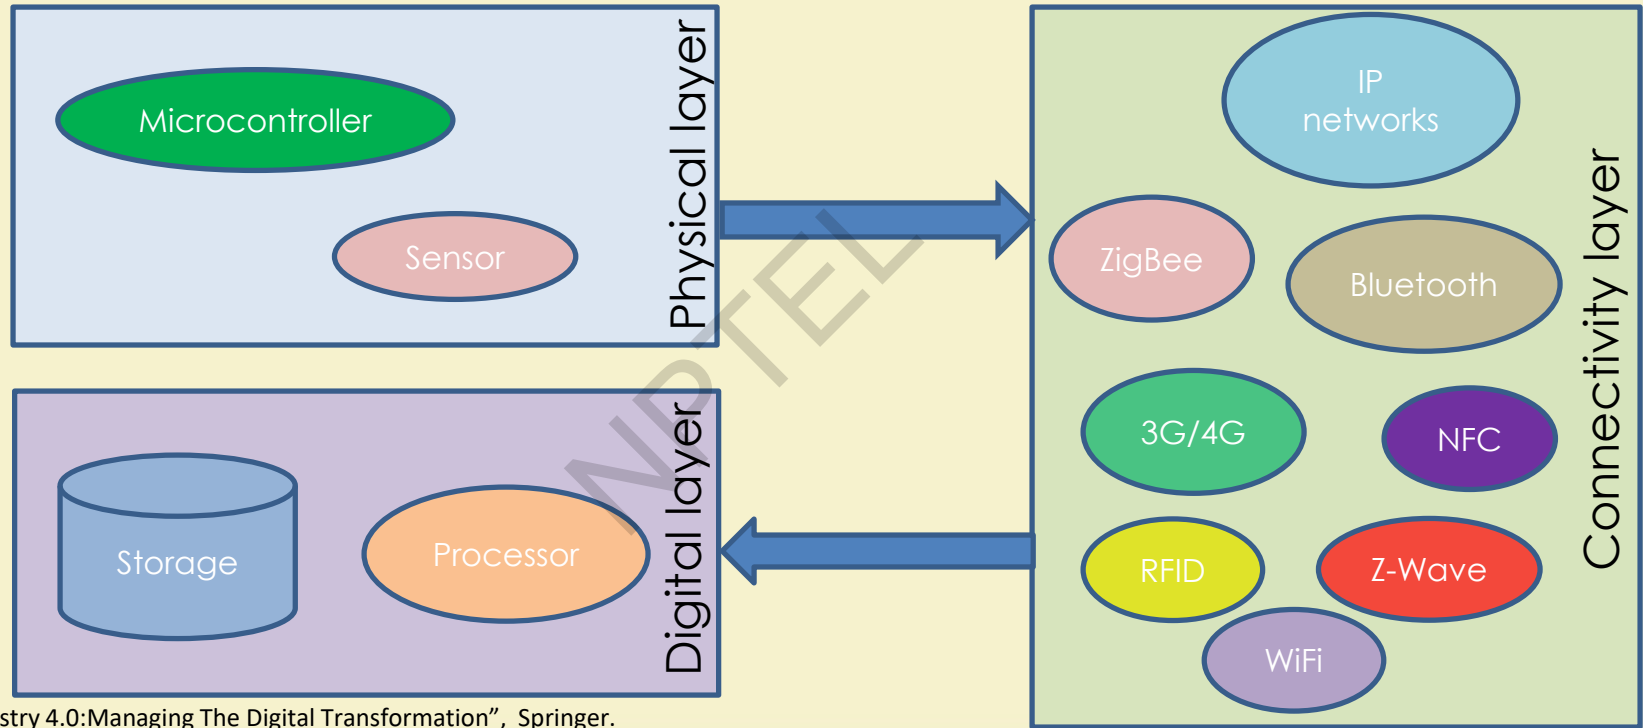 Microcontroller
Sensor
Physical layer
IP
networks
ZigBee
Bluetooth
3G/4G
NFC
RFID
Z-Wave
WiFi
Connectivity layer
Storage
Processor
Digital layer
NPTEL
stry 4.0:Managing The Digital Transformation”, Springer.